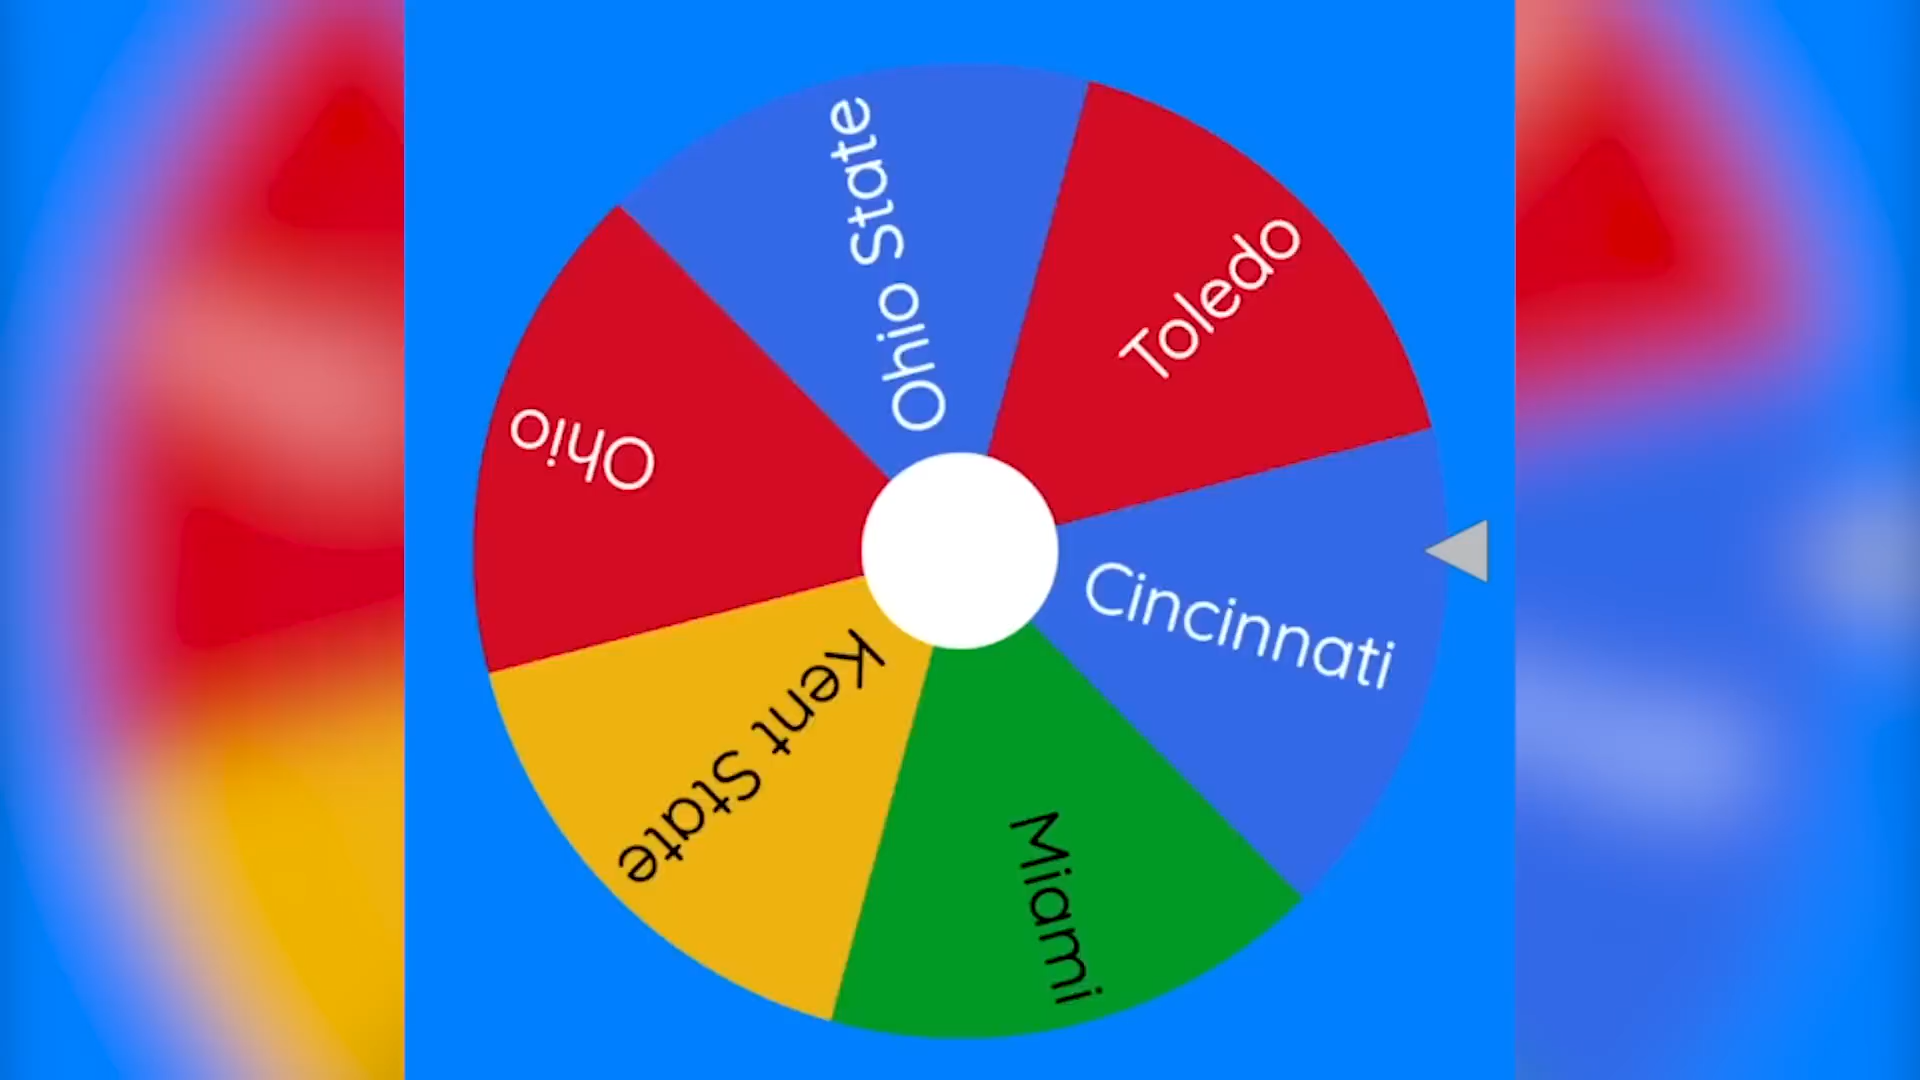 Ohio State
Toledo
Ohio
Cincinnati
Kent State
Miami